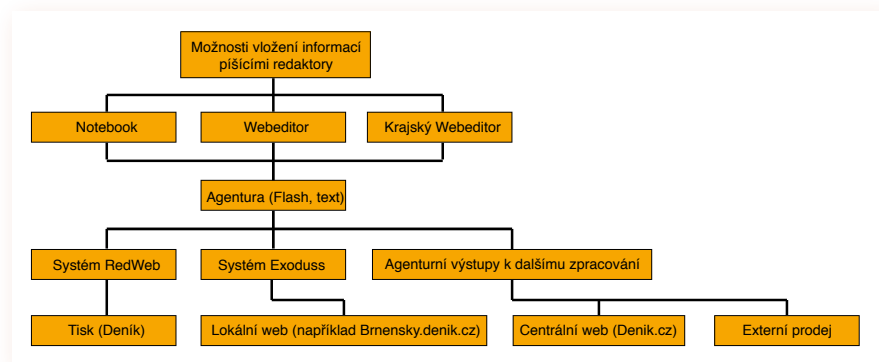 Možnosti vložení informací
píšícími redaktory
Notebook
Webeditor
Krajský Webeditor
Agentura (Flash, text)
Systém RedWeb
Systém Exoduss
Agenturní výstupy k dalšímu zpracování
Tisk (Deník)
Lokální web (například Brnensky.denik.cz)
Centrální web (Denik.cz)
Externí prodej